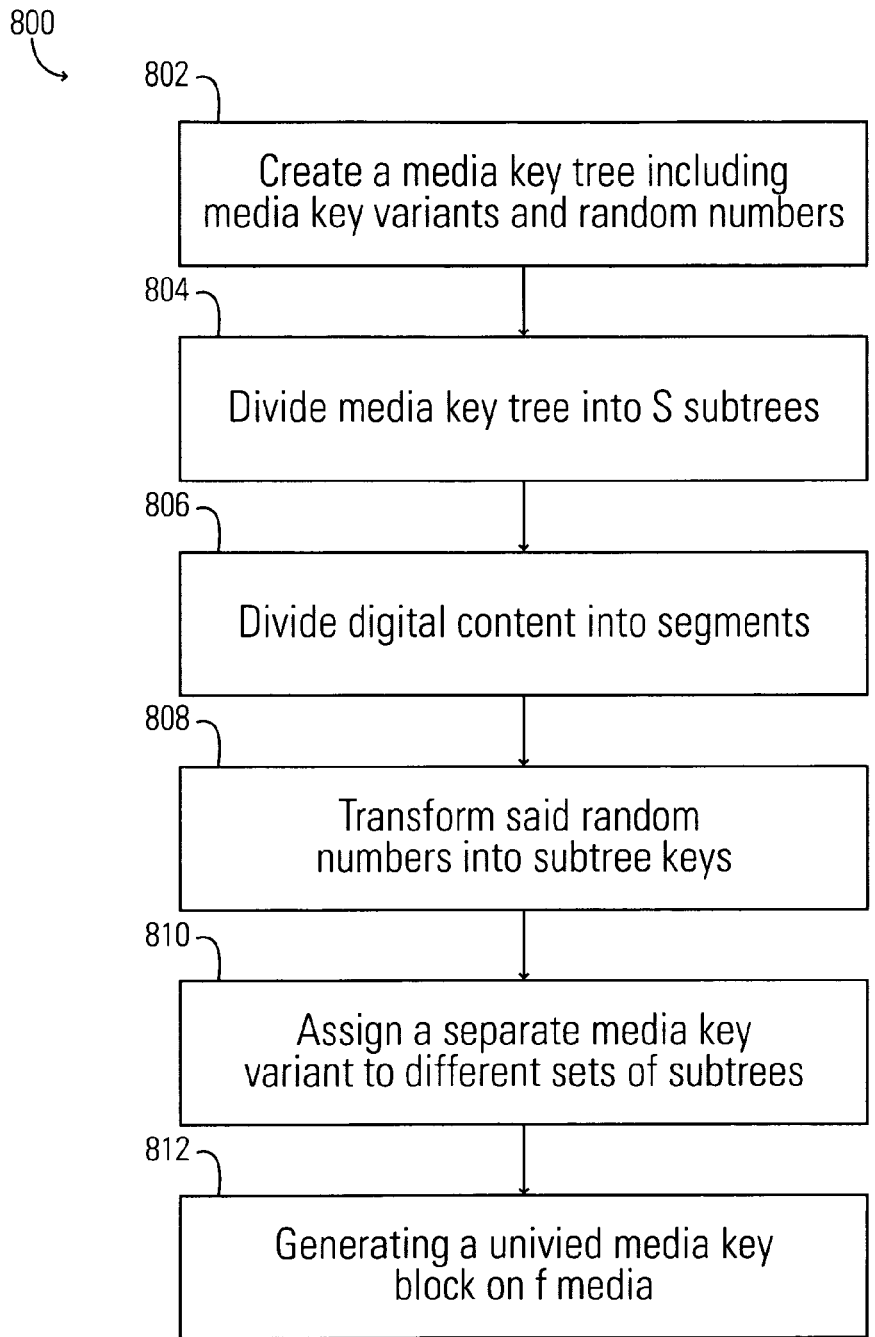 800
802
Create a media key tree including
media key variants and random numbers
804
Divide media key tree into S subtrees
806
Divide digital content into segments
808
Transform said random
numbers into subtree keys
810
Assign a separate media key
variant to different sets of subtrees
812
Generating a univied media key
block on f media